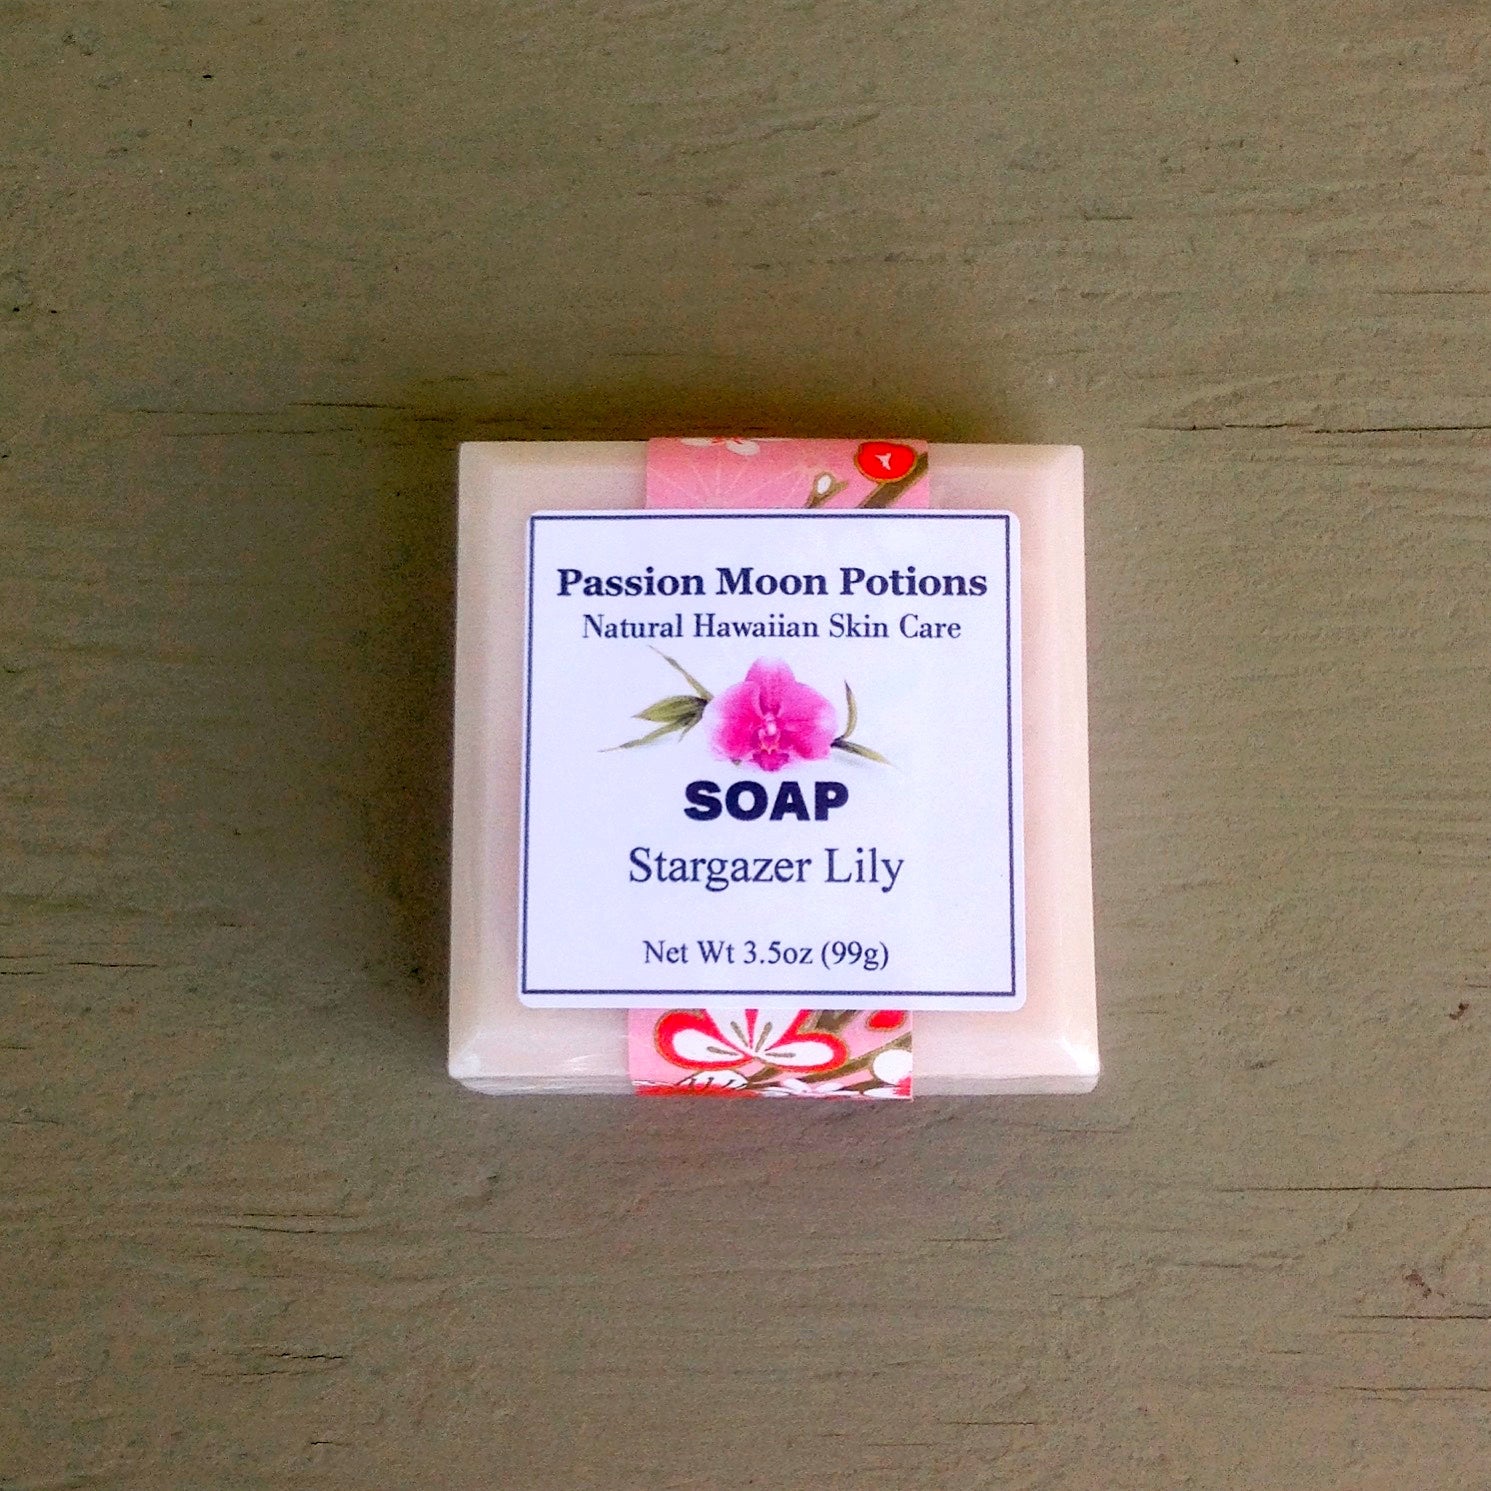 Passion Moon Potions
Natural Hawaiian Skin Care
SOAP
Stargazer Lily
Net Wt 3.5oz (99g)